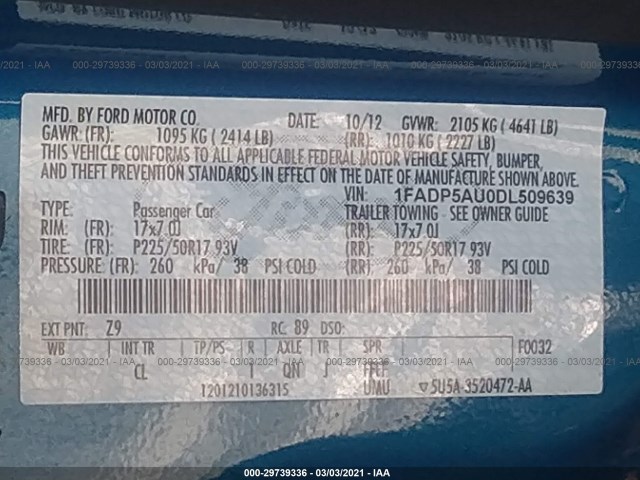 000-29739336 - 03/03/2021 - IAA
MFD. BY FORD MOTOR CO. DATE: 10/12 GVWR: 2105 KG ( 4641 LB)
GAWR: (FR): 1095 KG ( 2414 LB) (RR): 1010 KG ( 2227 LB)
THIS VEHICLE CONFORMS TO ALL APPLICABLE FEDERAL MOTOR VEHICLE SAFETY, BUMPER,
AND THEFT PREVENTION STANDARDS IN EFFECT ON THE DATE OF MANUFACTURE SHOWN ABOVE.
VIN: 1FADP5AU0DL509639
TYPE: Passenger Car TRAILER TOWING - SEE OWNER GUIDE
RIM: (FR): 17x7.0J (RR): 17x7.0J
TIRE: (FR): P225/50R17 93V (RR): P225/50R17 93V
PRESSURE: (FR): 260 kPa/ 38 PSI COLD (RR): 260 kPa/ 38 PSI COLD
EXT PNT: Z9 RC: 89 DSO:
WB INT TR TP/PS R AXLE TR SPR F0032
CL I QN J F
1201210136315 UMU 5U5A-3520472-AA
000-29739336 - 03/03/2021 - IAA